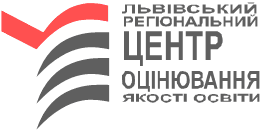 ЛЬВІВСЬКИЙ
РЕГІОНАЛЬНИЙ
ЦЕНТР
ОЦІНЮВАННЯ
ЯКОСТІ ОСВІТИ